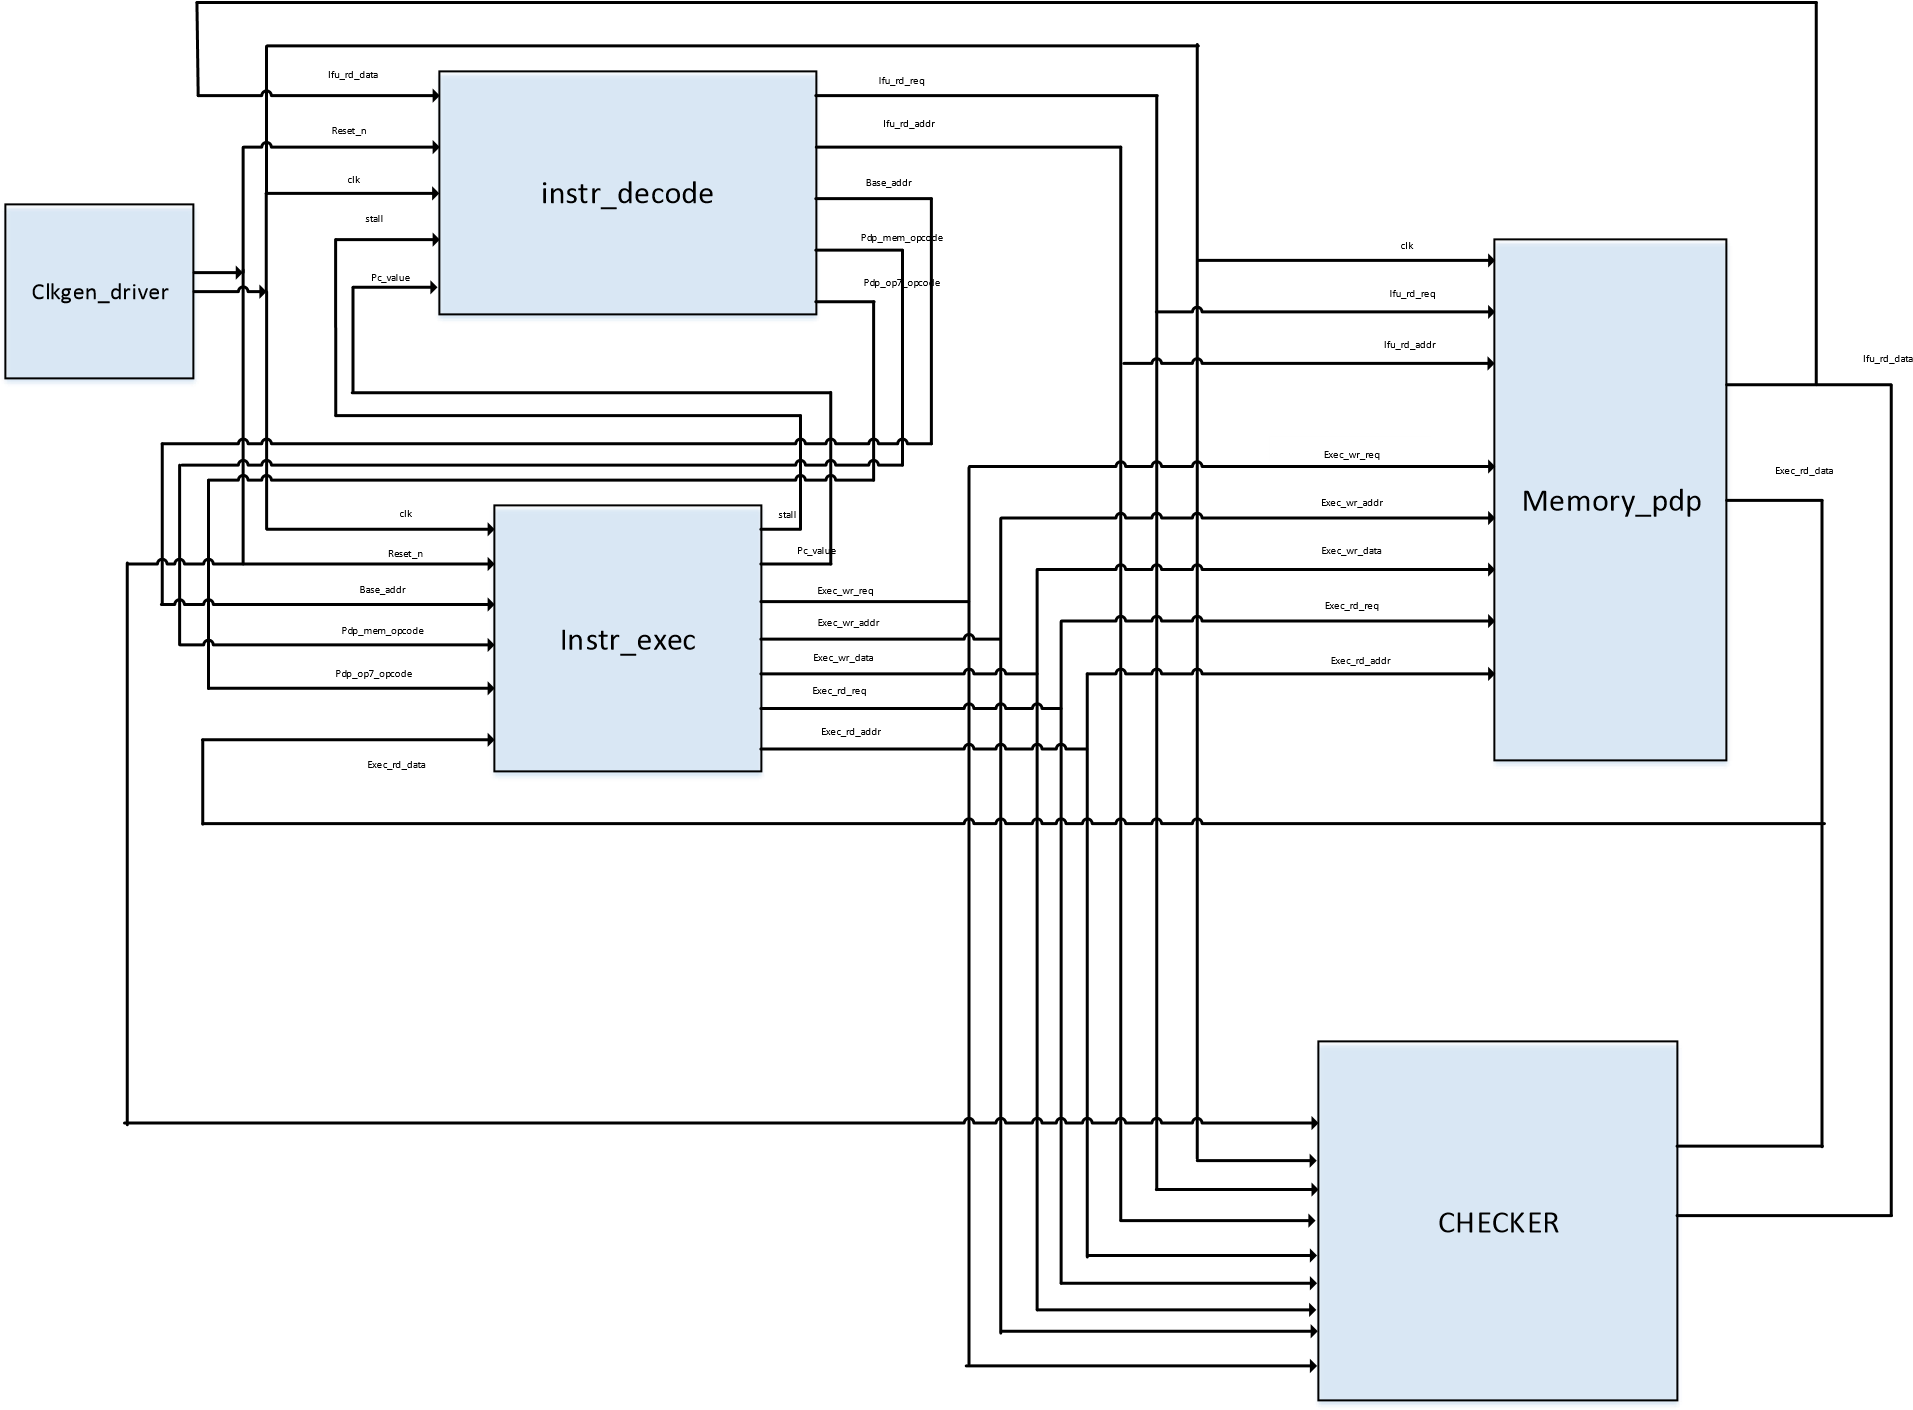 Ifu_rd_data
Reset_n
clk
stall
Pc_value
instr_decode
Ifu_rd_req
Ifu_rd_addr
Base_addr
Pdp_mem_opcode
Pdp_op7_opcode
Clkgen_driver
clk
Ifu_rd_req
Ifu_rd_addr
Exec_wr_req
Exec_wr_addr
Exec_wr_data
Exec_rd_req
Exec_rd_addr
Memory_pdp
Ifu_rd_data
Exec_rd_data
clk
Reset_n
Base_addr
Pdp_mem_opcode
Pdp_op7_opcode
Exec_rd_data
Instr_exec
stall
Pc_value
Exec_wr_req
Exec_wr_addr
Exec_wr_data
Exec_rd_req
Exec_rd_addr
CHECKER